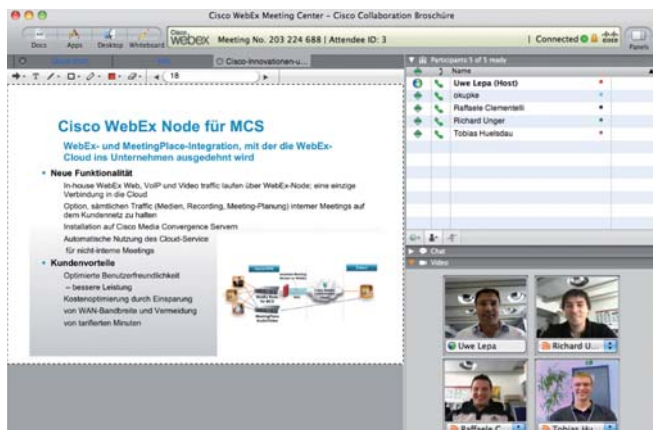 Cisco WebEx Meeting Center – Cisco Collaboration Broschüre
Docs Apps Desktop Whiteboard
Cisco
webex Meeting No. 203 224 688 | Attendee ID: 3
| Connected
Panels
Cisco-Innovationen-u...
18
Cisco WebEx Node für MCS
WebEx- und MeetingPlace-Integration, mit der die WebEx-
Cloud ins Unternehmen ausgedehnt wird
Neue Funktionalität
In-house WebEx Web, VoIP und Video traffic laufen über WebEx-Node; eine einzige
Verbindung in die Cloud
Option, sämtlichen Traffic (Medien, Recording, Meeting-Planung) interner Meetings auf
dem Kundennetz zu halten
Installation auf Cisco Media Convergence Servern
Automatische Nutzung des Cloud-Service
für nicht-interne Meetings
Kundenvorteile
Optimierte Benutzerfreundlichkeit
– bessere Leistung
Kostenoptimierung durch Einsparung
von WAN-Bandbreite und Vermeidung
von tarifierten Minuten
Participants 5 of 5 ready
Name
Uwe Lepa (Host)
okupke
Raffaele Clementelli
Richard Unger
Tobias Huelsdau
Chat
Video
Uwe Lepa
Richard U...
Raffaele C...
Tobias Hu...